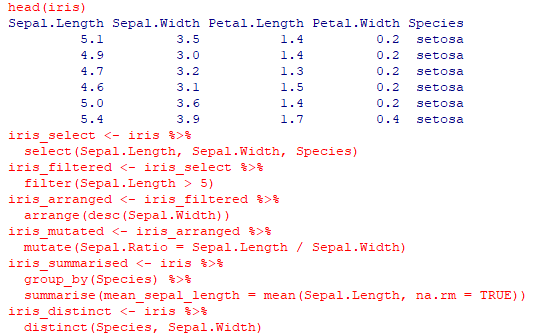 head(iris)
Sepal.Length Sepal.Width Petal.Length Petal.Width Species
5.1 3.5 1.4 0.2 setosa
4.9 3.0 1.4 0.2 setosa
4.7 3.2 1.3 0.2 setosa
4.6 3.1 1.5 0.2 setosa
5.0 3.6 1.4 0.2 setosa
5.4 3.9 1.7 0.4 setosa
iris_select <- iris %>%
select(Sepal.Length, Sepal.Width, Species)
iris_filtered <- iris_select %>%
filter(Sepal.Length > 5)
iris_arranged <- iris_filtered %>%
arrange(desc(Sepal.Width))
iris_mutated <- iris_arranged %>%
mutate(Sepal.Ratio = Sepal.Length / Sepal.Width)
iris_summarised <- iris %>%
group_by(Species) %>%
summarise(mean_sepal_length = mean(Sepal.Length, na.rm = TRUE))
iris_distinct <- iris %>%
distinct(Species, Sepal.Width)